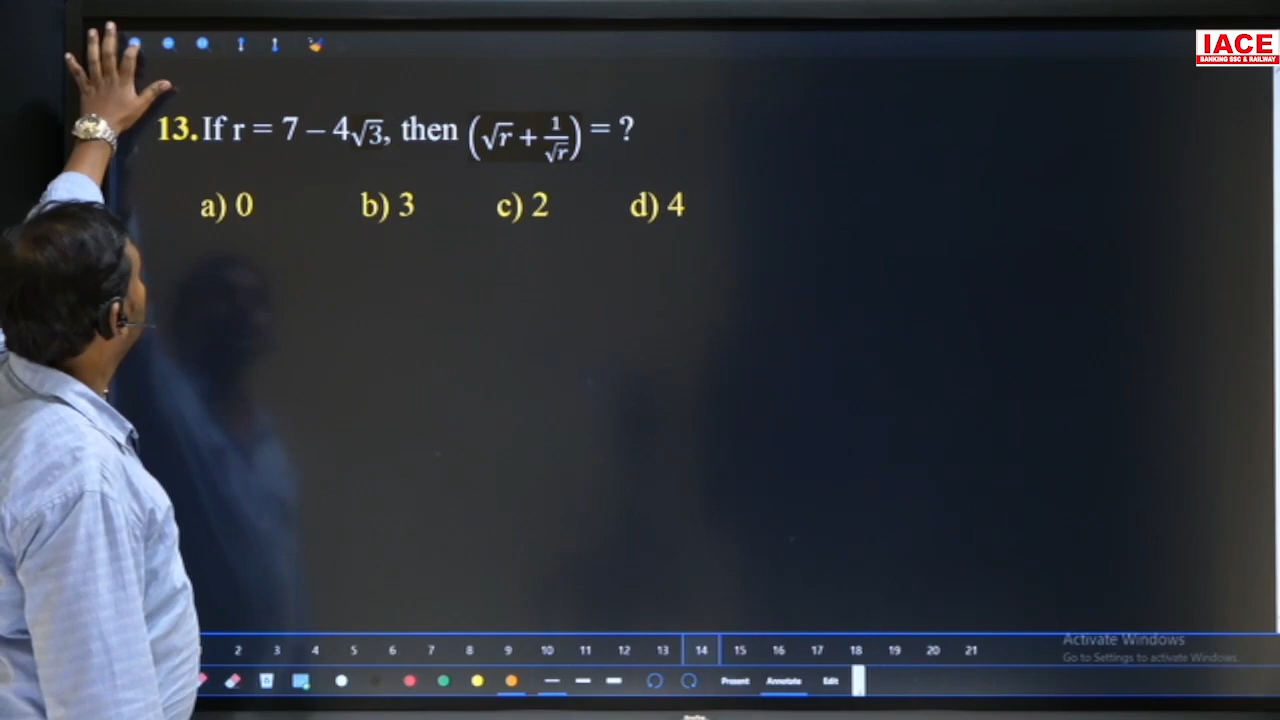 IACE
BANKING SSC & RAILWAY
13. If r = 7 – 4√3, then (√r + 1/√r) = ?
a) 0 b) 3 c) 2 d) 4
2 3 4 5 6 7 8 9 10 11 12 13 14 15 16 17 18 19 20 21
Activate Windows
Go to Settings to activate Windows.
Present Annotate Edit